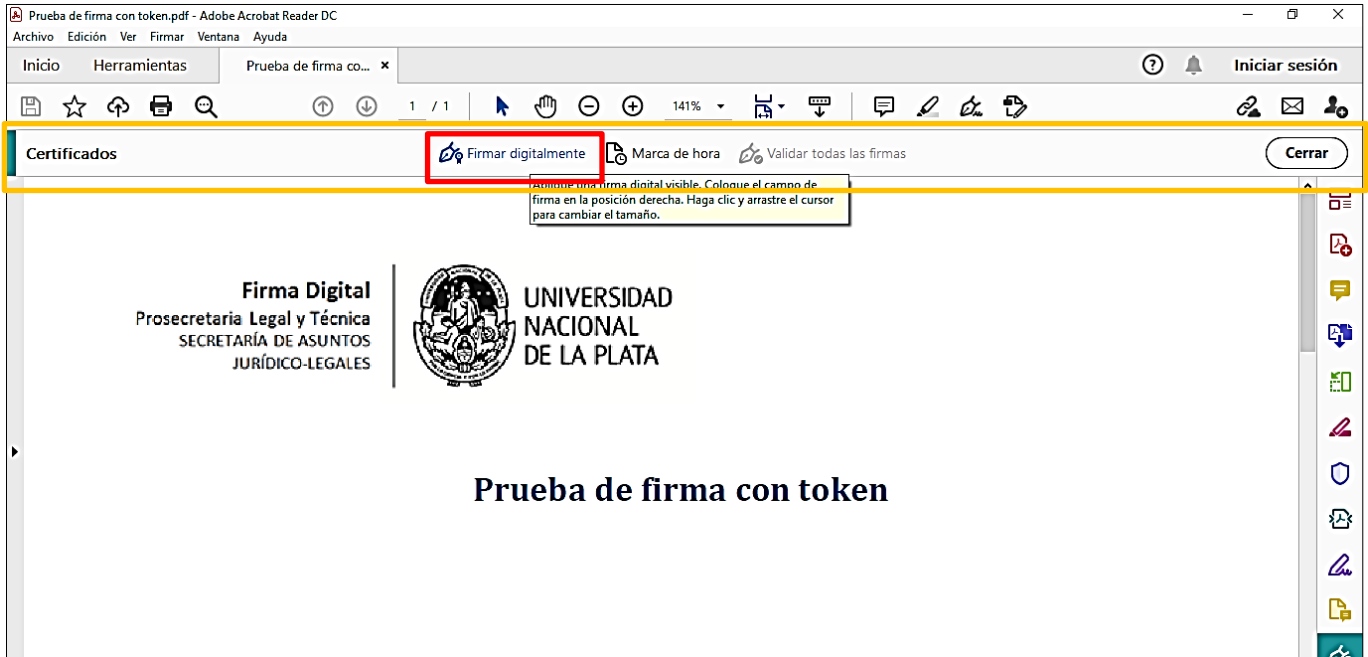 Prueba de firma con token.pdf - Adobe Acrobat Reader DC
Archivo Edición Ver Firmar Ventana Ayuda
Inicio Herramientas Prueba de firma co... × ? Iniciar sesión
1 / 1 141%
Certificados Firmar digitalmente Marca de hora Validar todas las firmas Cerrar
Aplique una firma digital visible. Coloque el campo de
firma en la posición derecha. Haga clic y arrastre el cursor
para cambiar el tamaño.
Firma Digital
Prosecretaria Legal y Técnica
SECRETARÍA DE ASUNTOS
JURÍDICO-LEGALES
UNIVERSIDAD
NACIONAL
DE LA PLATA
Prueba de firma con token